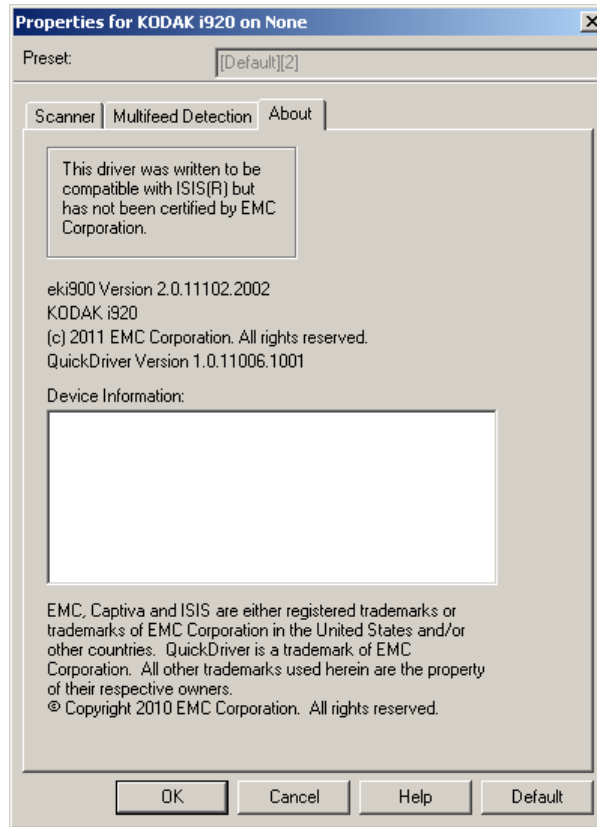 Properties for KODAK i920 on None
Preset:
[Default][2]
Scanner
Multifeed Detection
About
This driver was written to be
compatible with ISIS(R) but
has not been certified by EMC
Corporation.
eki900 Version 2.0.11102.2002
KODAK i920
(c) 2011 EMC Corporation. All rights reserved.
QuickDriver Version 1.0.11006.1001
Device Information:
EMC, Captiva and ISIS are either registered trademarks or
trademarks of EMC Corporation in the United States and/or
other countries.  QuickDriver is a trademark of EMC
Corporation.  All other trademarks used herein are the property
of their respective owners.
© Copyright 2010 EMC Corporation.  All rights reserved.
OK
Cancel
Help
Default